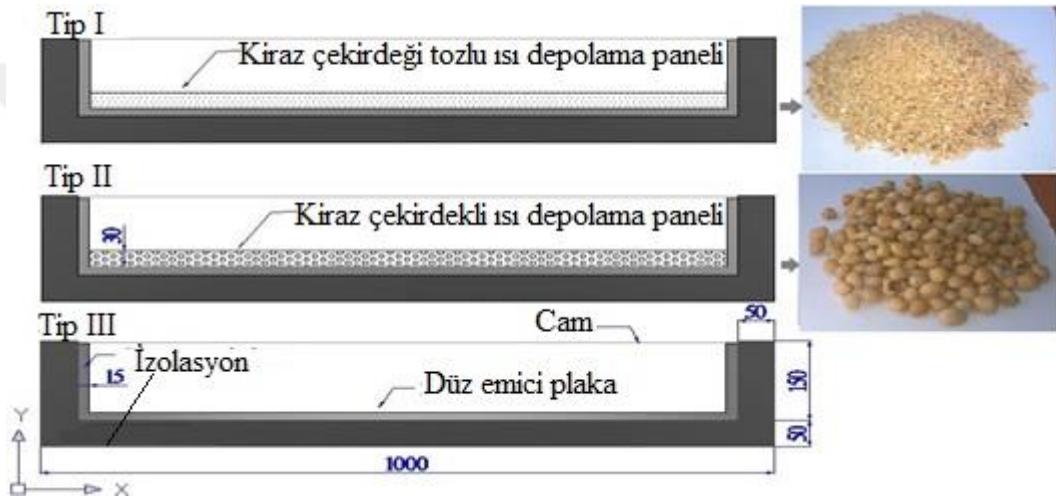 Tip I
Kiraz çekirdeği tozlu ısı depolama paneli
Tip II
Kiraz çekirdekli ısı depolama paneli
30
Tip III
Cam
50
İzolasyon
15
Düz emici plaka
150
50
1000
Y
X